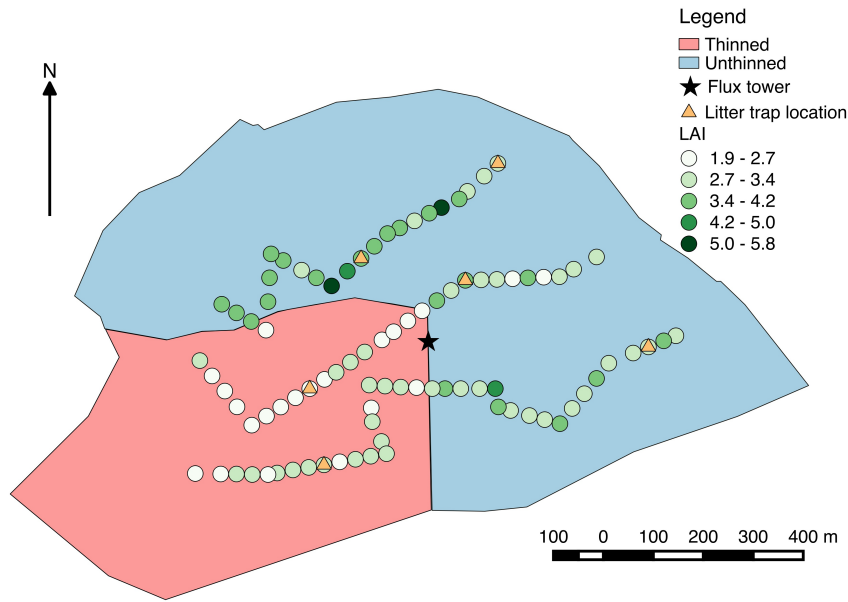 Legend
Thinned
Unthinned
Flux tower
Litter trap location
LAI
1.9 - 2.7
2.7 - 3.4
3.4 - 4.2
4.2 - 5.0
5.0 - 5.8
N
100 0 100 200 300 400 m